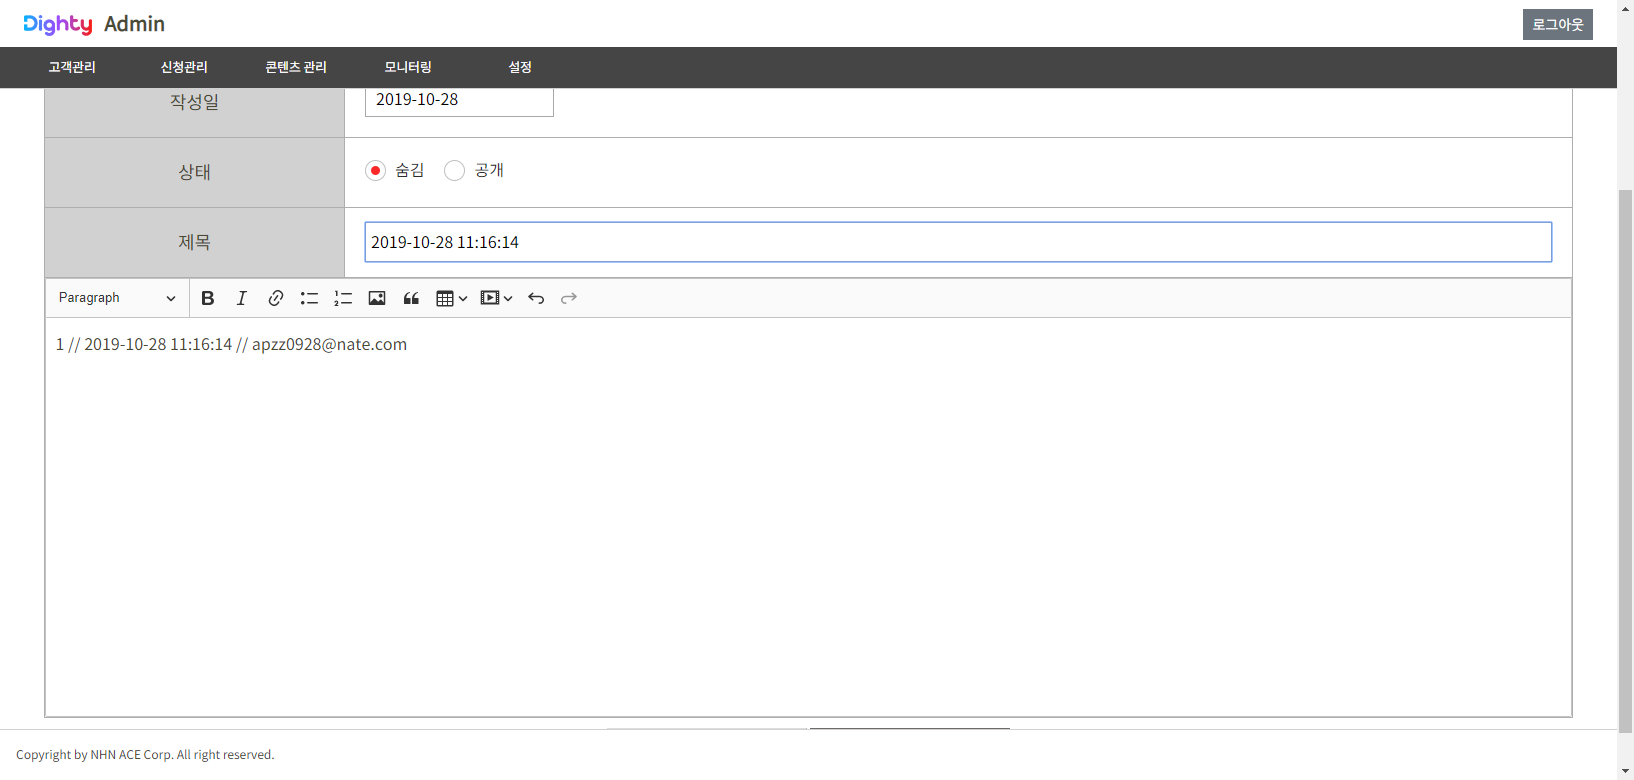 Dighty Admin
로그아웃
고객관리 신청관리 콘텐츠 관리 모니터링 설정
작성일 2019-10-28
상태 숨김 공개
제목 2019-10-28 11:16:14
Paragraph
1 // 2019-10-28 11:16:14 // apzz0928@nate.com
Copyright by NHN ACE Corp. All right reserved.